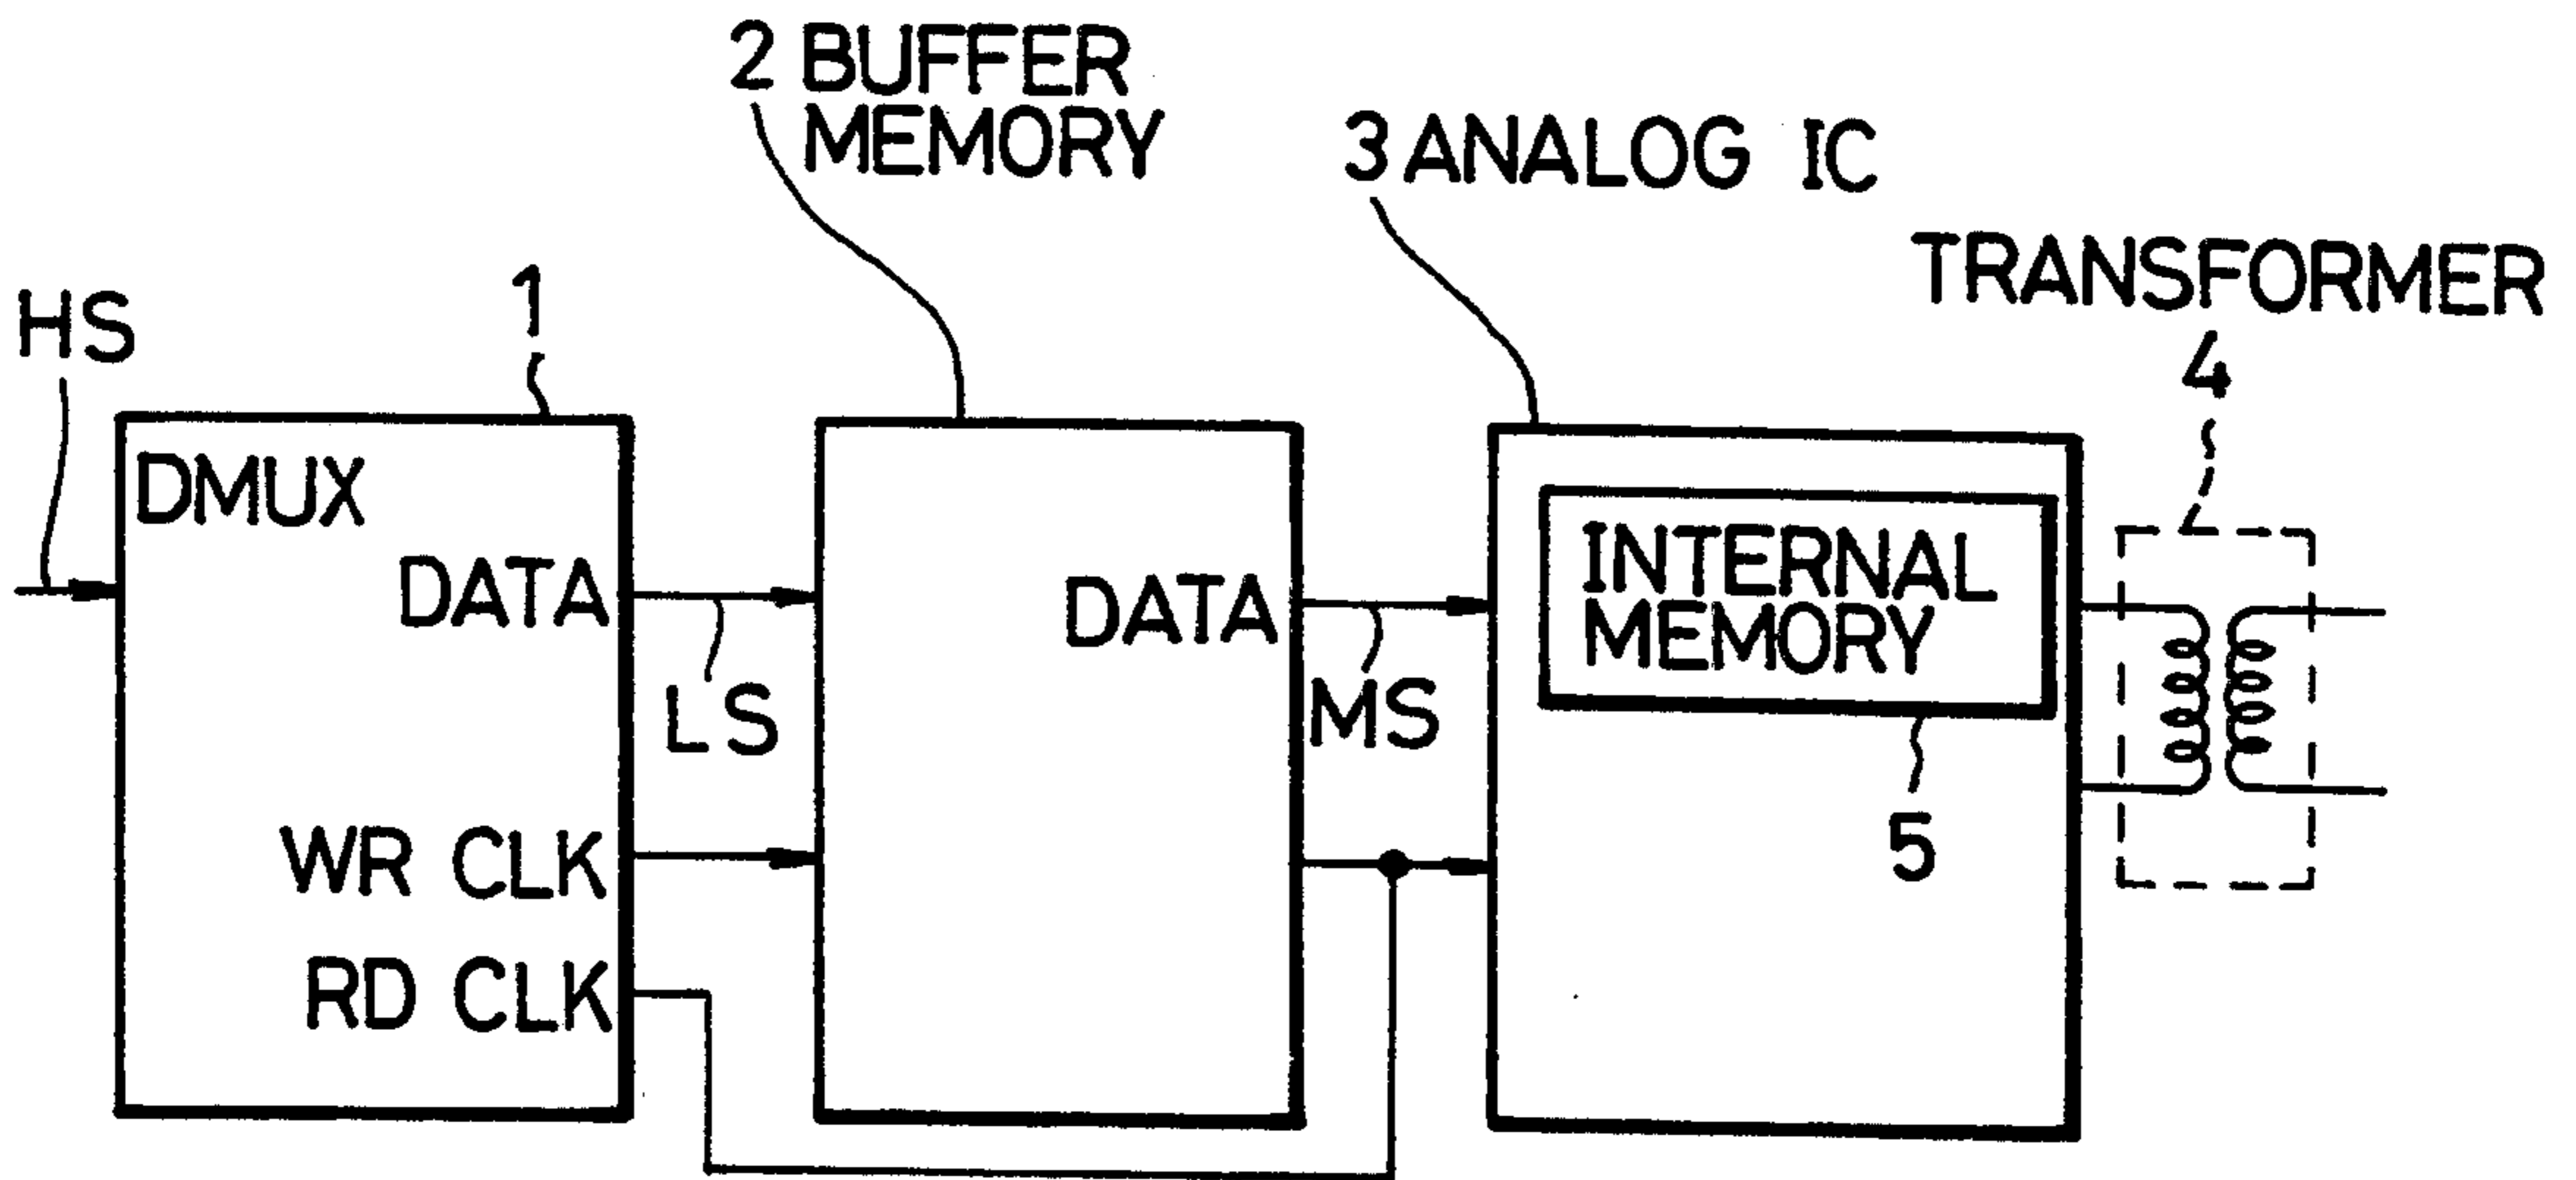 2 BUFFER
MEMORY
3 ANALOG IC
TRANSFORMER
4
HS
1
DMUX
DATA
LS
WR CLK
RD CLK
DATA
MS
INTERNAL
MEMORY
5